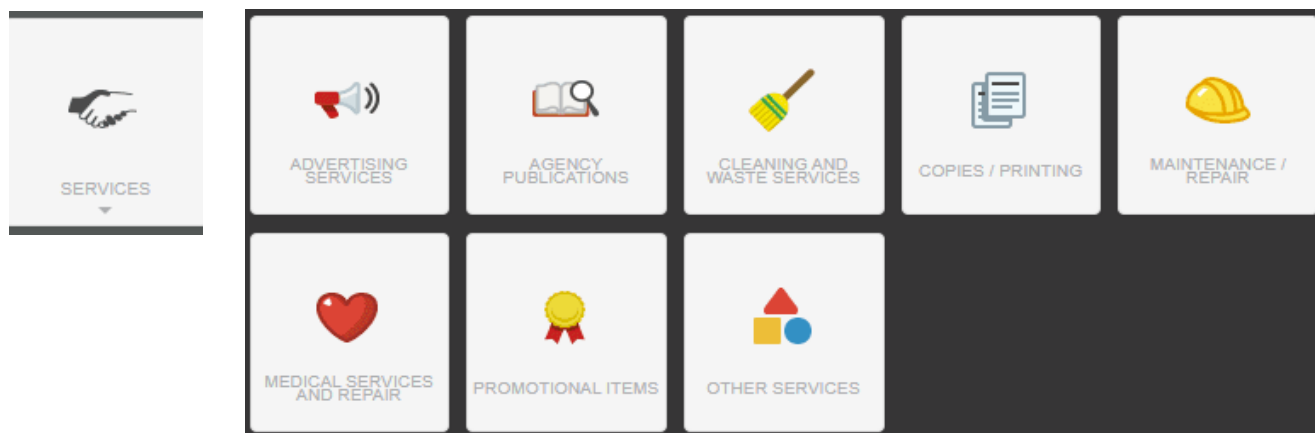 SERVICES
ADVERTISING
SERVICES
AGENCY
PUBLICATIONS
CLEANING AND
WASTE SERVICES
COPIES / PRINTING
MAINTENANCE /
REPAIR
MEDICAL SERVICES
AND REPAIR
PROMOTIONAL ITEMS
OTHER SERVICES